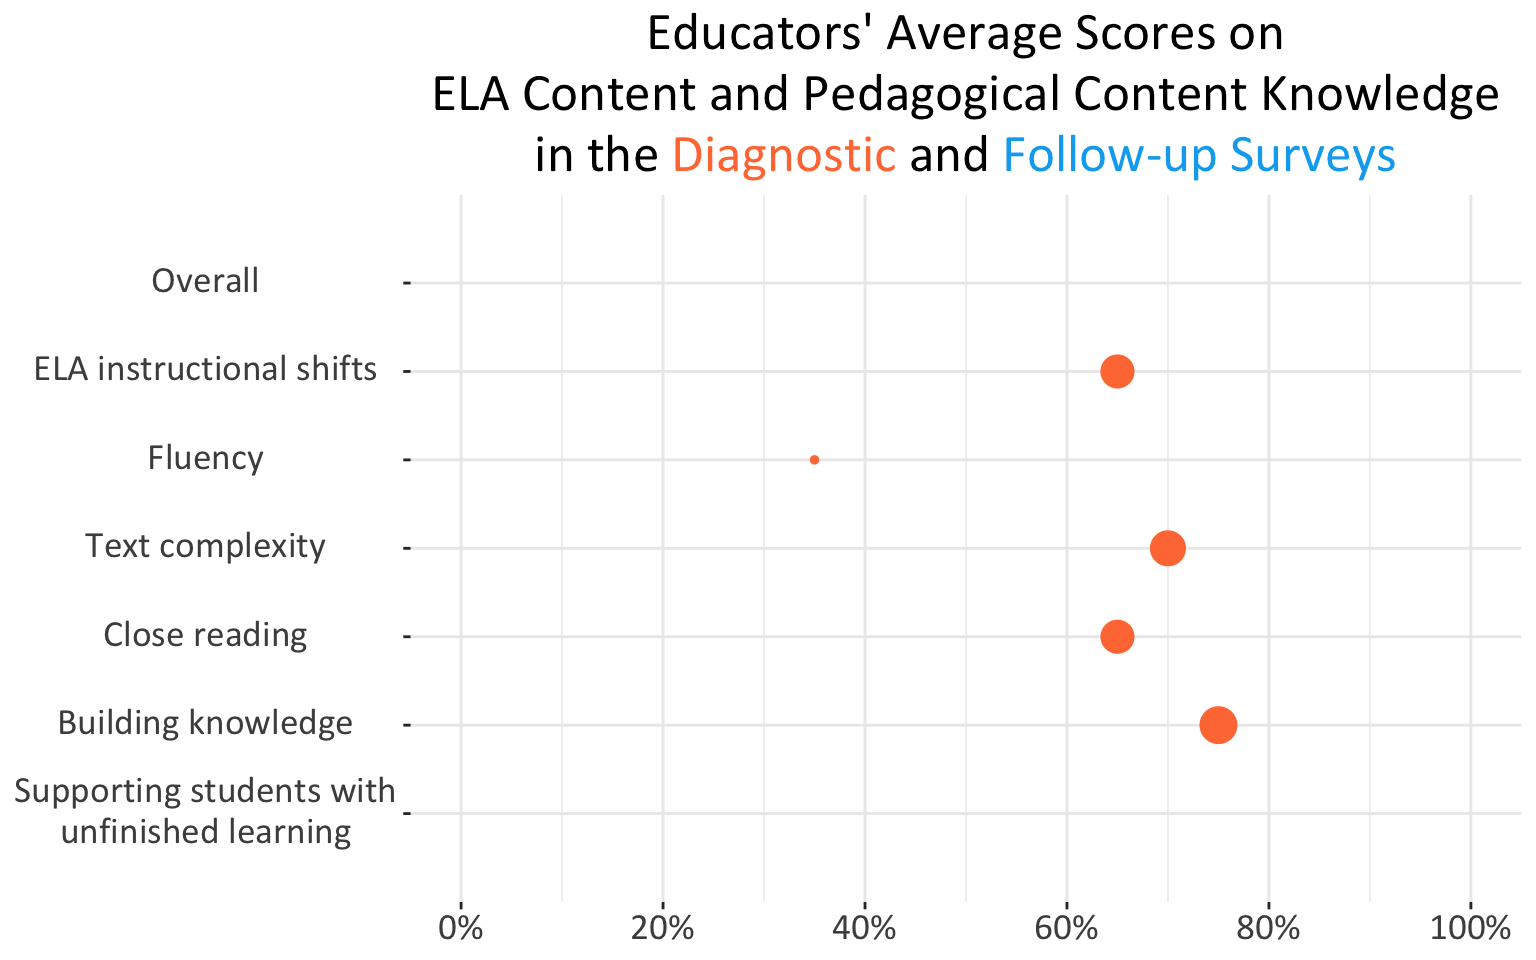 Educators' Average Scores on
ELA Content and Pedagogical Content Knowledge
in the Diagnostic and Follow-up Surveys
Overall
ELA instructional shifts
Fluency
Text complexity
Close reading
Building knowledge
Supporting students with
unfinished learning
0% 20% 40% 60% 80% 100%